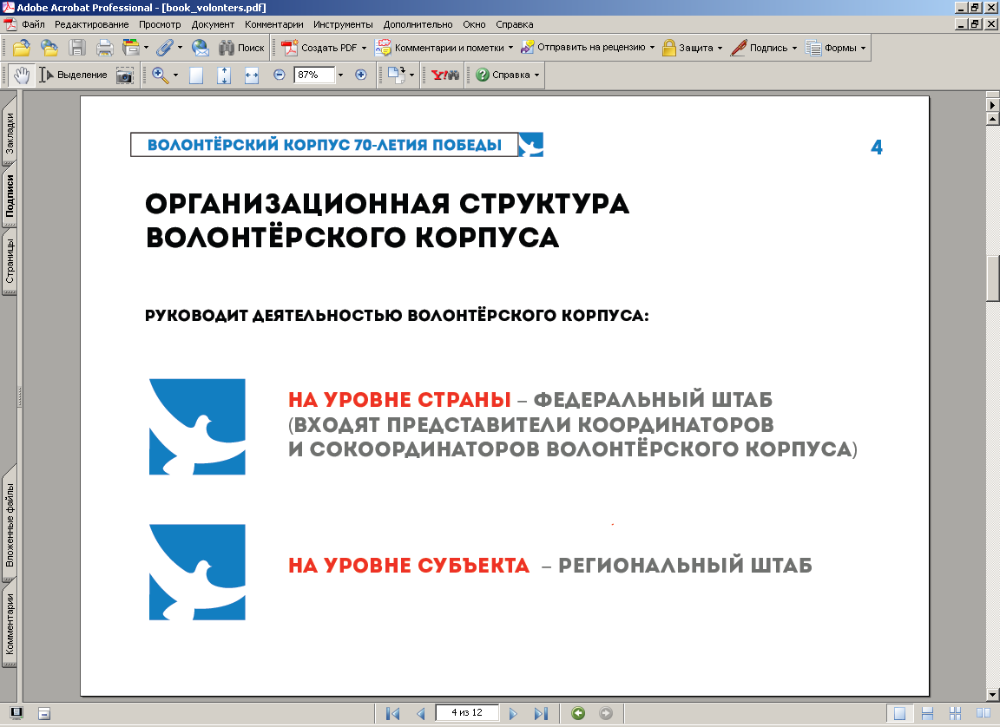 Adobe Acrobat Professional - [book_volonters.pdf]
Файл Редактирование Просмотр Документ Комментарии Инструменты Дополнительно Окно Справка
Поиск Создать PDF Комментарии и пометки Отправить на рецензию Защита Подпись Формы
Выделение 87% Y! Справка
Закладки
Подписи
Страницы
Вложенные файлы
Комментарии
ВОЛОНТЁРСКИЙ КОРПУС 70-ЛЕТИЯ ПОБЕДЫ
4
ОРГАНИЗАЦИОННАЯ СТРУКТУРА
ВОЛОНТЁРСКОГО КОРПУСА
РУКОВОДИТ ДЕЯТЕЛЬНОСТЬЮ ВОЛОНТЁРСКОГО КОРПУСА:
НА УРОВНЕ СТРАНЫ – ФЕДЕРАЛЬНЫЙ ШТАБ
(ВХОДЯТ ПРЕДСТАВИТЕЛИ КООРДИНАТОРОВ
И СОКООРДИНАТОРОВ ВОЛОНТЁРСКОГО КОРПУСА)
НА УРОВНЕ СУБЪЕКТА – РЕГИОНАЛЬНЫЙ ШТАБ
4 из 12